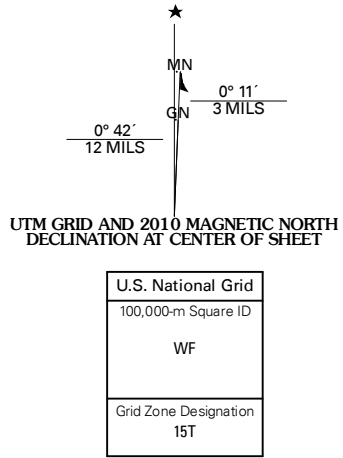 ★
MN
0° 11´
3 MILS
GN
0° 42´
12 MILS
UTM GRID AND 2010 MAGNETIC NORTH
DECLINATION AT CENTER OF SHEET
U.S. National Grid
100,000-m Square ID
WF
Grid Zone Designation
15T